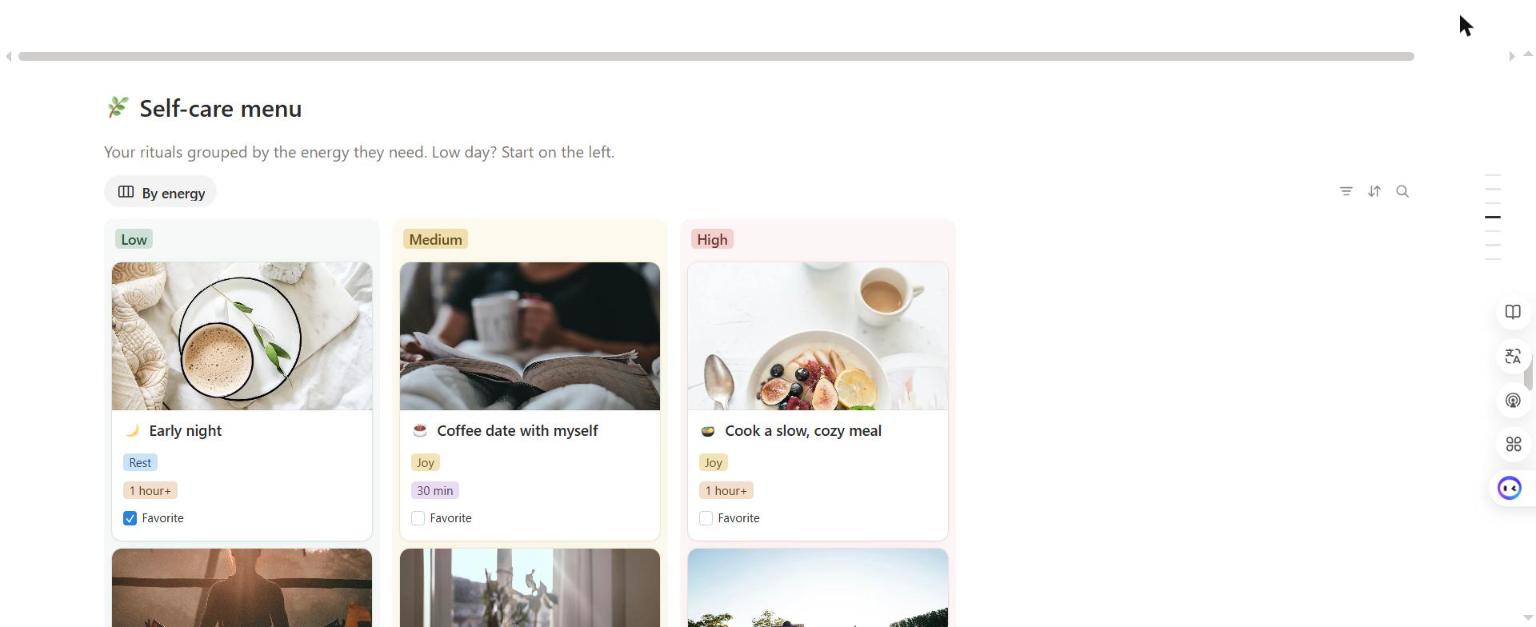 Self-care menu
Your rituals grouped by the energy they need. Low day? Start on the left.
By energy
Low
Medium
High
Early night
Rest
1 hour+
Favorite
Coffee date with myself
Joy
30 min
Favorite
Cook a slow, cozy meal
Joy
1 hour+
Favorite